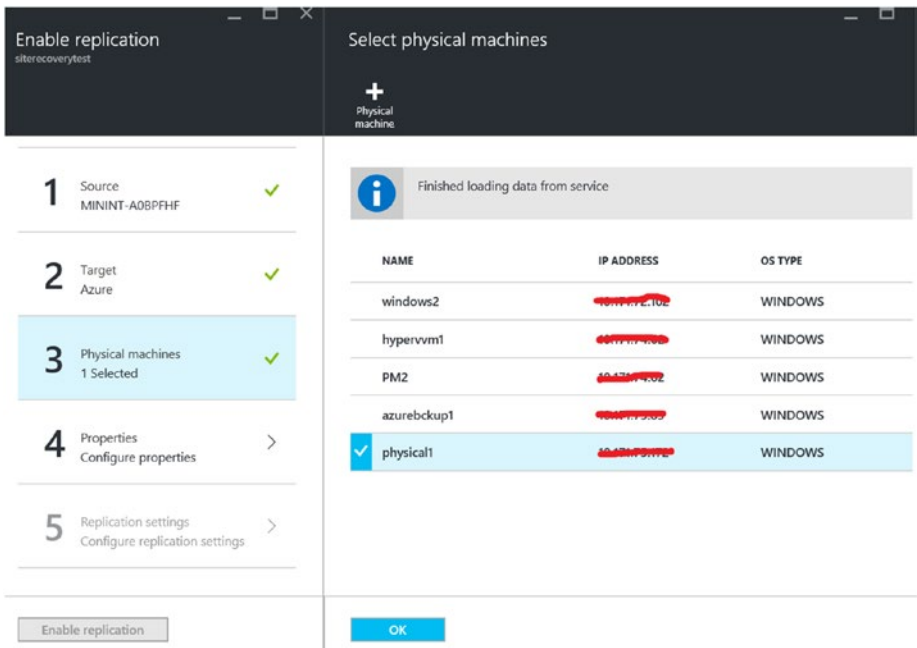 Enable replication
siterecoverytest
Select physical machines
Physical
machine
1
Source
MININT-A0BPFHF
2
Target
Azure
3
Physical machines
1 Selected
4
Properties
Configure properties
5
Replication settings
Configure replication settings
Enable replication
Finished loading data from service
NAME IP ADDRESS OS TYPE
windows2 WINDOWS
hypervvm1 WINDOWS
PM2 WINDOWS
azurebckup1 WINDOWS
physical1 WINDOWS
OK